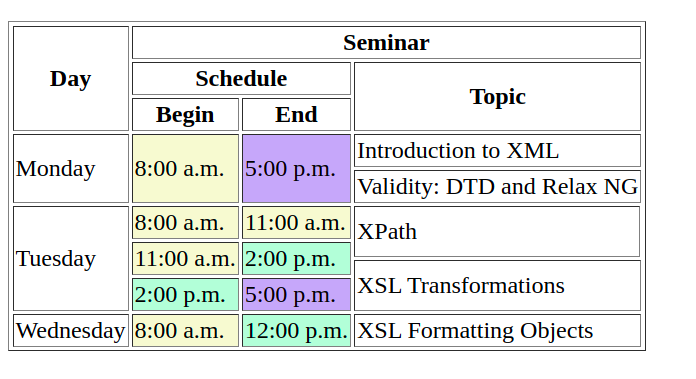 Day
Seminar
Schedule
Topic
Begin
End
Monday
8:00 a.m.
5:00 p.m.
Introduction to XML
Validity: DTD and Relax NG
Tuesday
8:00 a.m.
11:00 a.m.
XPath
11:00 a.m.
2:00 p.m.
XSL Transformations
2:00 p.m.
5:00 p.m.
Wednesday
8:00 a.m.
12:00 p.m.
XSL Formatting Objects